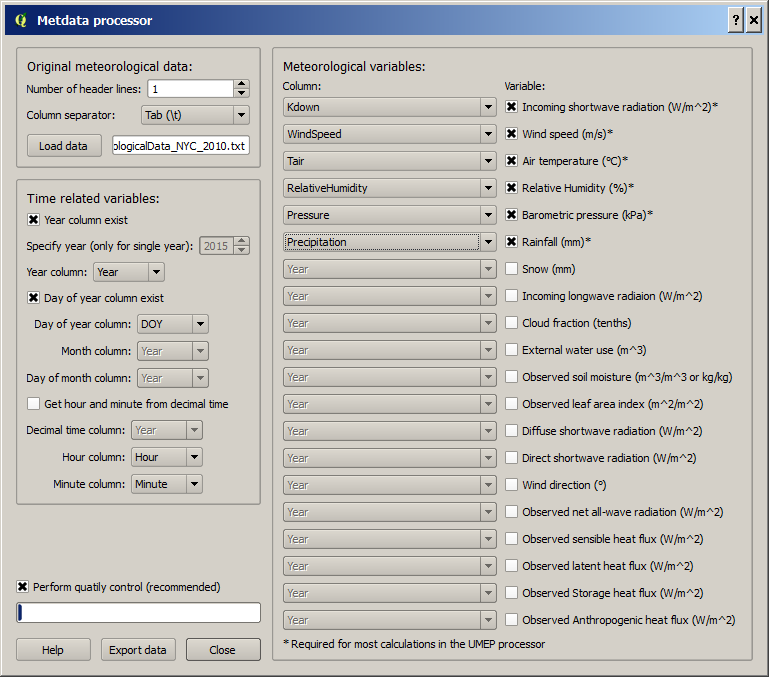 Metdata processor
?
Original meteorological data:
Number of header lines: 1
Column separator: Tab (\t)
Load data ologicalData_NYC_2010.txt
Time related variables:
Year column exist
Specify year (only for single year): 2015
Year column: Year
Day of year column exist
Day of year column: DOY
Month column: Year
Day of month column: Year
Get hour and minute from decimal time
Decimal time column: Year
Hour column: Hour
Minute column: Minute
Perform quatily control (recommended)
Help Export data Close
Meteorological variables:
Column: Variable:
Kdown Incoming shortwave radiation (W/m^2)*
WindSpeed Wind speed (m/s)*
Tair Air temperature (°C)*
RelativeHumidity Relative Humidity (%)*
Pressure Barometric pressure (kPa)*
Precipitation Rainfall (mm)*
Year Snow (mm)
Year Incoming longwave radiaion (W/m^2)
Year Cloud fraction (tenths)
Year External water use (m^3)
Year Observed soil moisture (m^3/m^3 or kg/kg)
Year Observed leaf area index (m^2/m^2)
Year Diffuse shortwave radiation (W/m^2)
Year Direct shortwave radiation (W/m^2)
Year Wind direction (°)
Year Observed net all-wave radiation (W/m^2)
Year Observed sensible heat flux (W/m^2)
Year Observed latent heat flux (W/m^2)
Year Observed Storage heat flux (W/m^2)
Year Observed Anthropogenic heat flux (W/m^2)
* Required for most calculations in the UMEP processor